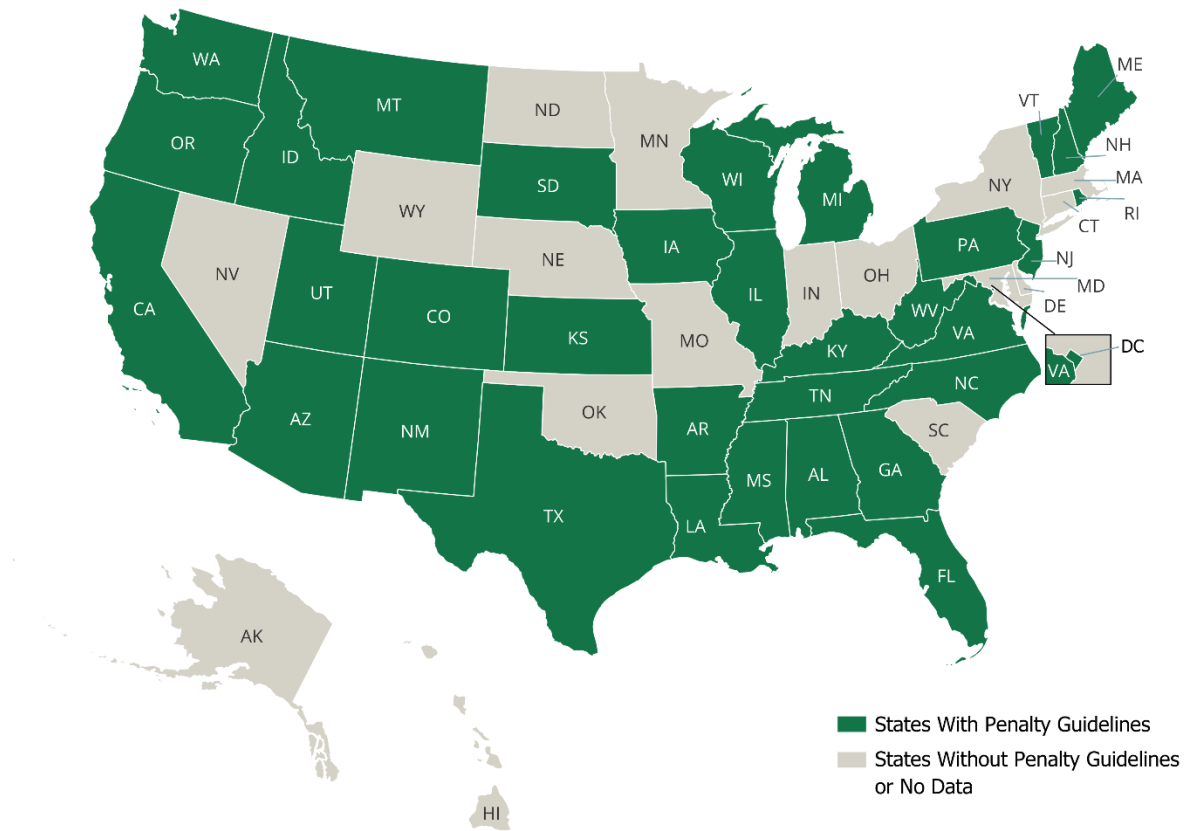 WA
MT
ND
MN
ME
VT
OR
ID
SD
WI
MI
NY
NH
MA
RI
CT
WY
IA
PA
NJ
MD
DE
NE
NV
UT
CO
IL
IN
OH
WV
VA
CA
KS
MO
KY
DC
VA
AZ
NM
OK
AR
TN
NC
SC
MS
AL
GA
TX
LA
FL
AK
HI
States With Penalty Guidelines
States Without Penalty Guidelines
or No Data